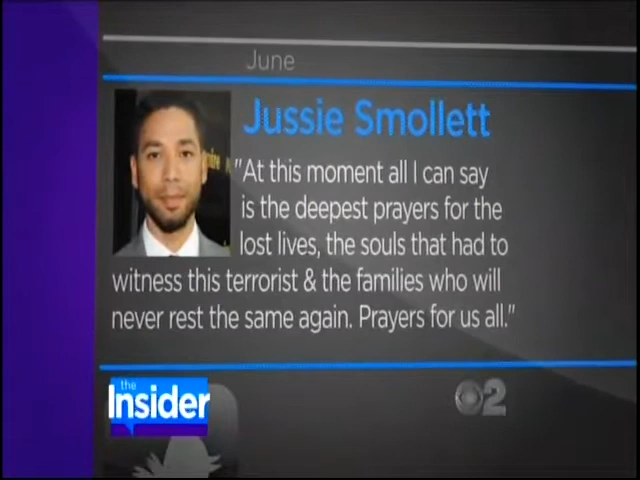 June
Jussie Smollett
"At this moment all I can say
is the deepest prayers for the
lost lives, the souls that had to
witness this terrorist & the families who will
never rest the same again. Prayers for us all."
the
Insider
2